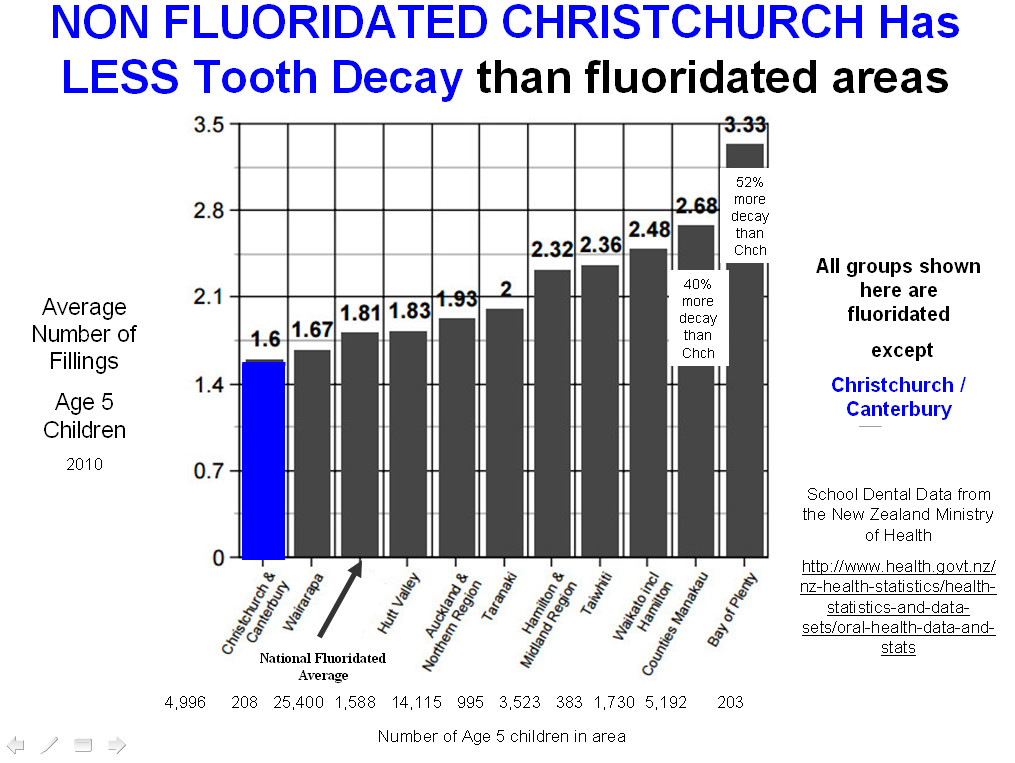 NON FLUORIDATED CHRISTCHURCH Has
LESS Tooth Decay than fluoridated areas
3.5
2.8
2.1
1.4
0.7
0
1.6
1.67
1.81
1.83
1.93
2
2.32
2.36
2.48
2.68
3.33
40%
more
decay
than
Chch
52%
more
decay
than
Chch
Average
Number of
Fillings
Age 5
Children
2010
All groups shown
here are
fluoridated
except
Christchurch /
Canterbury
School Dental Data from
the New Zealand Ministry
of Health
http://www.health.govt.nz/
nz-health-statistics/health-
statistics-and-data-
sets/oral-health-data-and-
stats
Christchurch &
Canterbury
Wairarapa
National Fluoridated
Average
Hutt Valley
Auckland &
Northern Region
Taranaki
Hamilton &
Midland Region
Taiwhiti
Waikato incl
Hamilton
Counties Manakau
Bay of Plenty
4,996 208 25,400 1,588 14,115 995 3,523 383 1,730 5,192 203
Number of Age 5 children in area